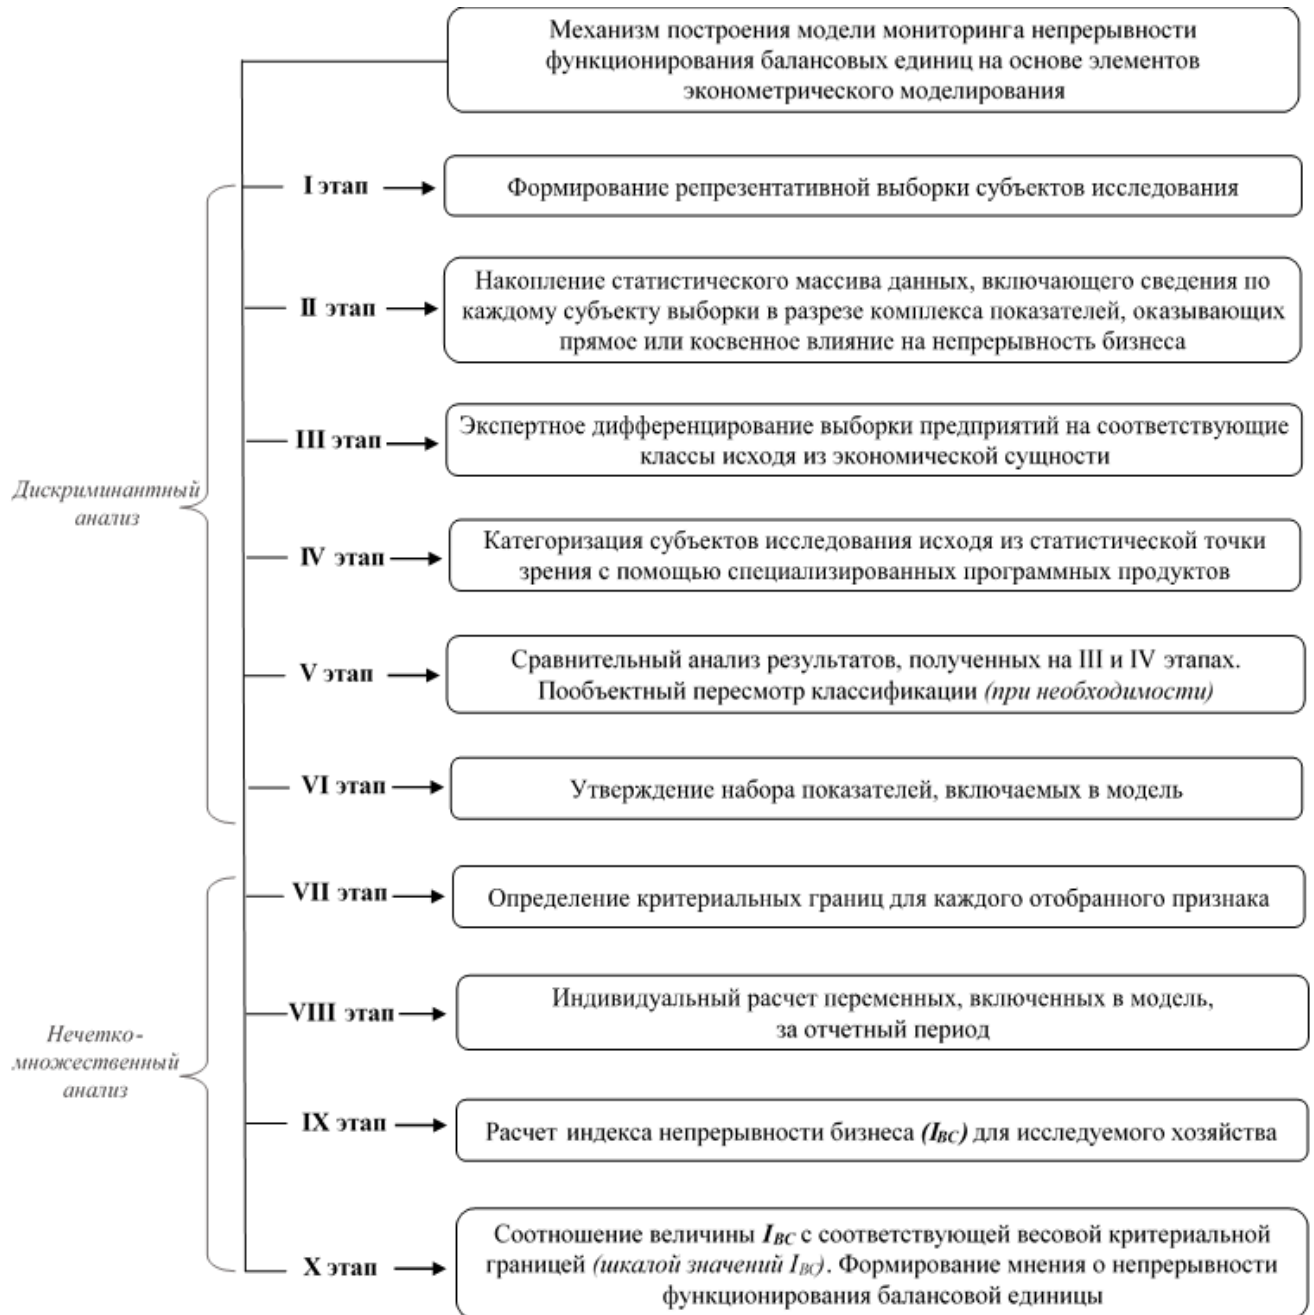 Механизм построения модели мониторинга непрерывности
функционирования балансовых единиц на основе элементов
эконометрического моделирования
I этап
Формирование репрезентативной выборки субъектов исследования
II этап
Накопление статистического массива данных, включающего сведения по
каждому субъекту выборки в разрезе комплекса показателей, оказывающих
прямое или косвенное влияние на непрерывность бизнеса
III этап
Экспертное дифференцирование выборки предприятий на соответствующие
классы исходя из экономической сущности
Дискриминантный
анализ
IV этап
Категоризация субъектов исследования исходя из статистической точки
зрения с помощью специализированных программных продуктов
V этап
Сравнительный анализ результатов, полученных на III и IV этапах.
Пообъектный пересмотр классификации (при необходимости)
VI этап
Утверждение набора показателей, включаемых в модель
VII этап
Определение критериальных границ для каждого отобранного признака
VIII этап
Индивидуальный расчет переменных, включенных в модель,
за отчетный период
Нечетко-
множественный
анализ
IX этап
Расчет индекса непрерывности бизнеса (I_BC) для исследуемого хозяйства
X этап
Соотношение величины I_BC с соответствующей весовой критериальной
границей (шкалой значений I_BC). Формирование мнения о непрерывности
функционирования балансовой единицы